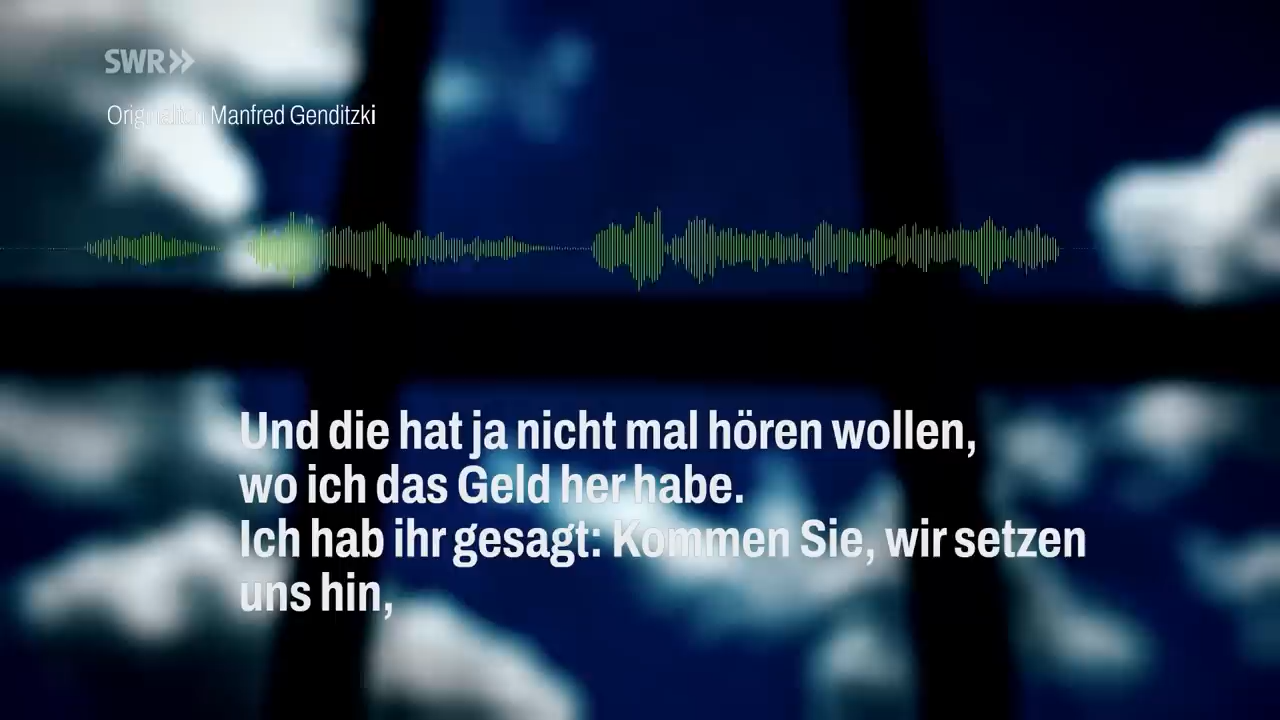 SWR
Originalton Manfred Genditzki
Und die hat ja nicht mal hören wollen,
wo ich das Geld her habe.
Ich hab ihr gesagt: Kommen Sie, wir setzen
uns hin,